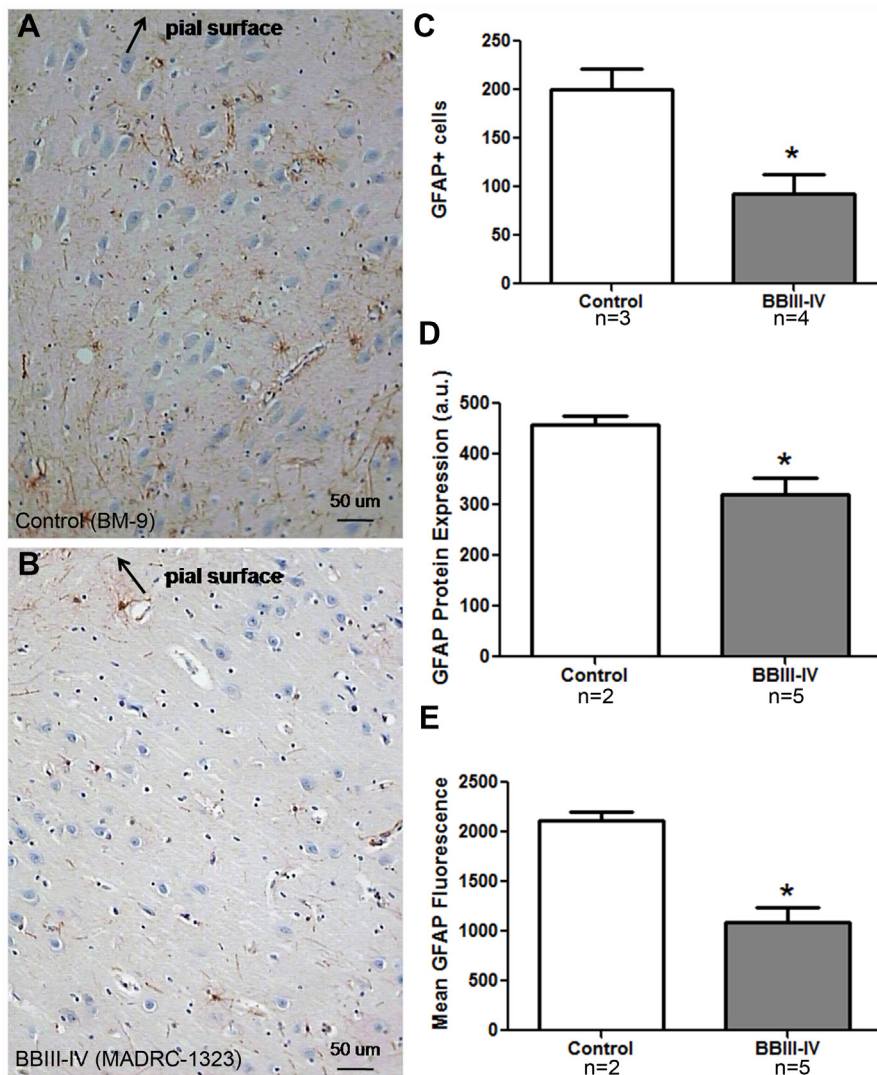 A
pial surface
50 um
Control (BM-9)
B
pial surface
50 um
BBIII-IV (MADRC-1323)
C
GFAP+ cells
250
200
150
100
50
0
Control
BBIII-IV
n=3
n=4
D
GFAP Protein Expression (a.u.)
500
400
300
200
100
0
Control
BBIII-IV
n=2
n=5
E
Mean GFAP Fluorescence
2500
2000
1500
1000
500
0
Control
BBIII-IV
n=2
n=5
*
*
*